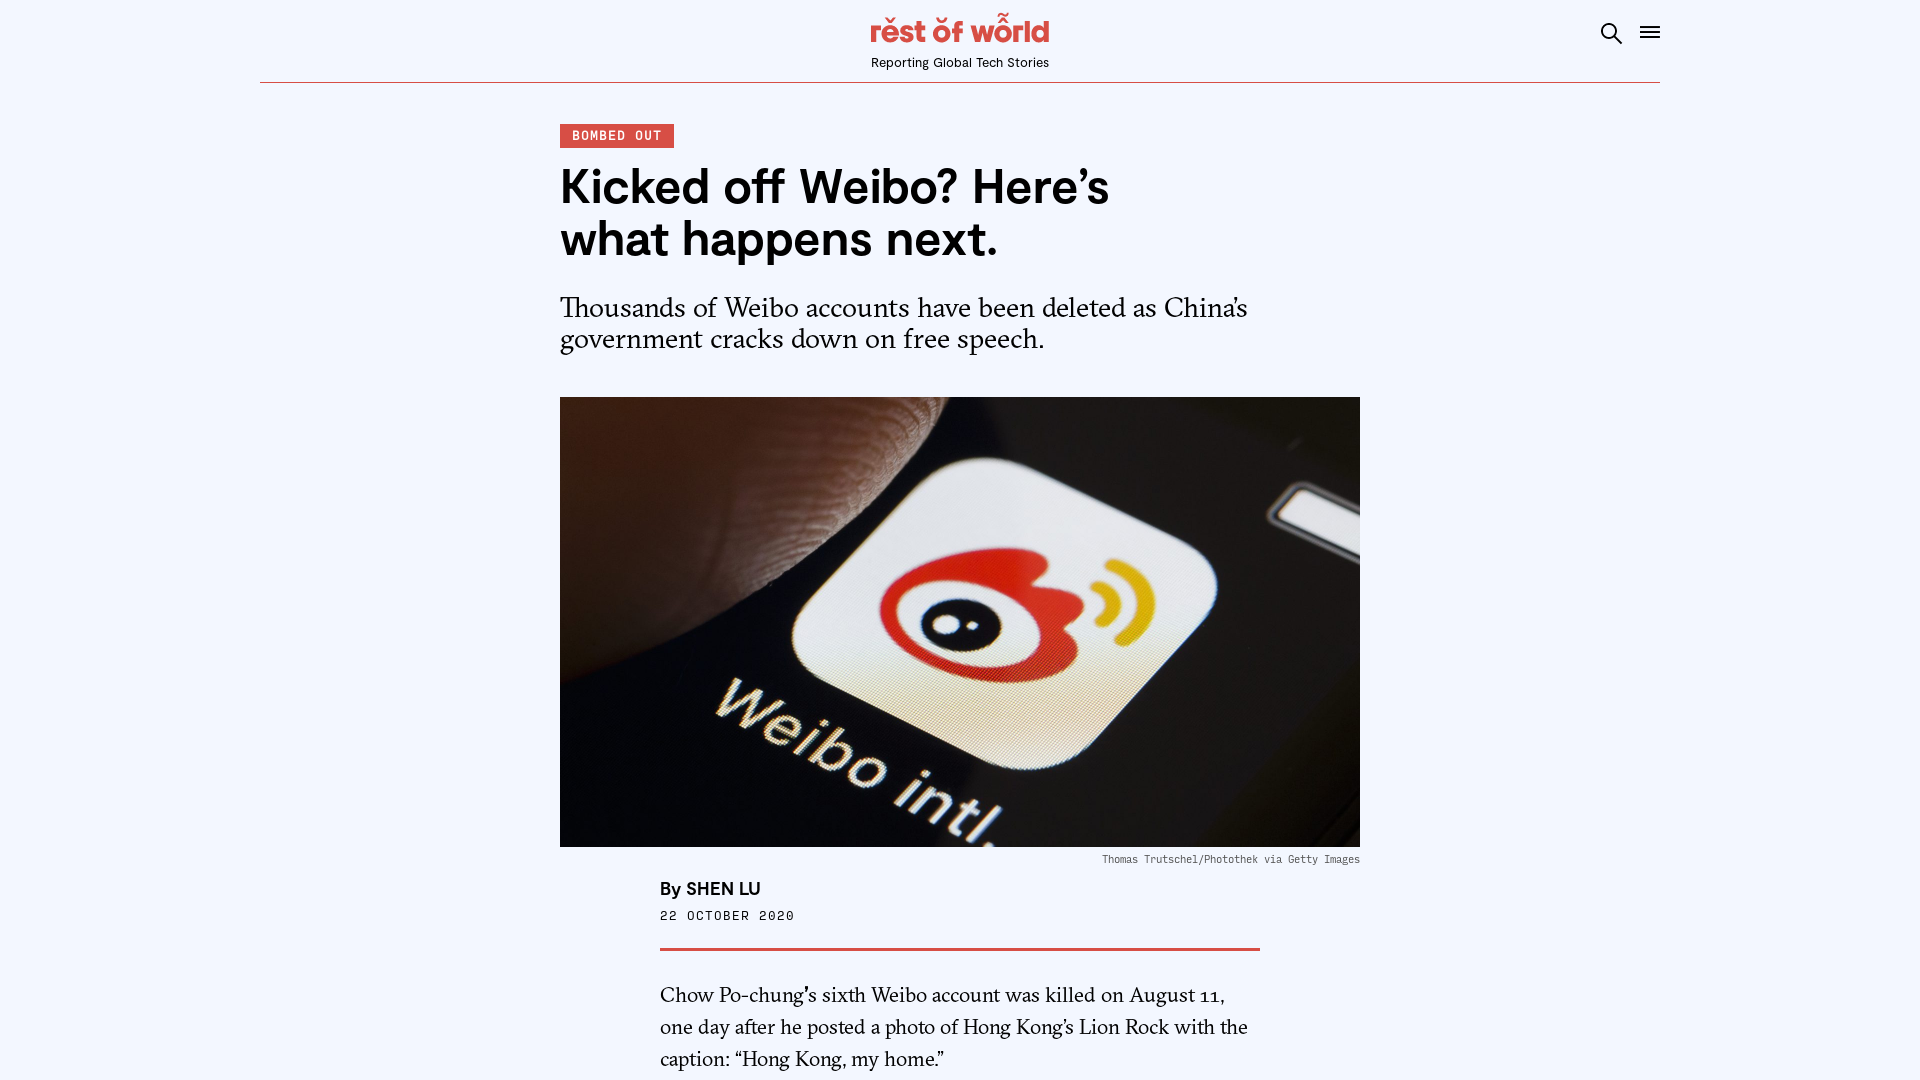 rest of world
Reporting Global Tech Stories
BOMBED OUT
Kicked off Weibo? Here’s
what happens next.
Thousands of Weibo accounts have been deleted as China’s
government cracks down on free speech.
Weibo intl.
Thomas Trutschel/Photothek via Getty Images
By SHEN LU
22 OCTOBER 2020
Chow Po-chung’s sixth Weibo account was killed on August 11,
one day after he posted a photo of Hong Kong’s Lion Rock with the
caption: “Hong Kong, my home.”